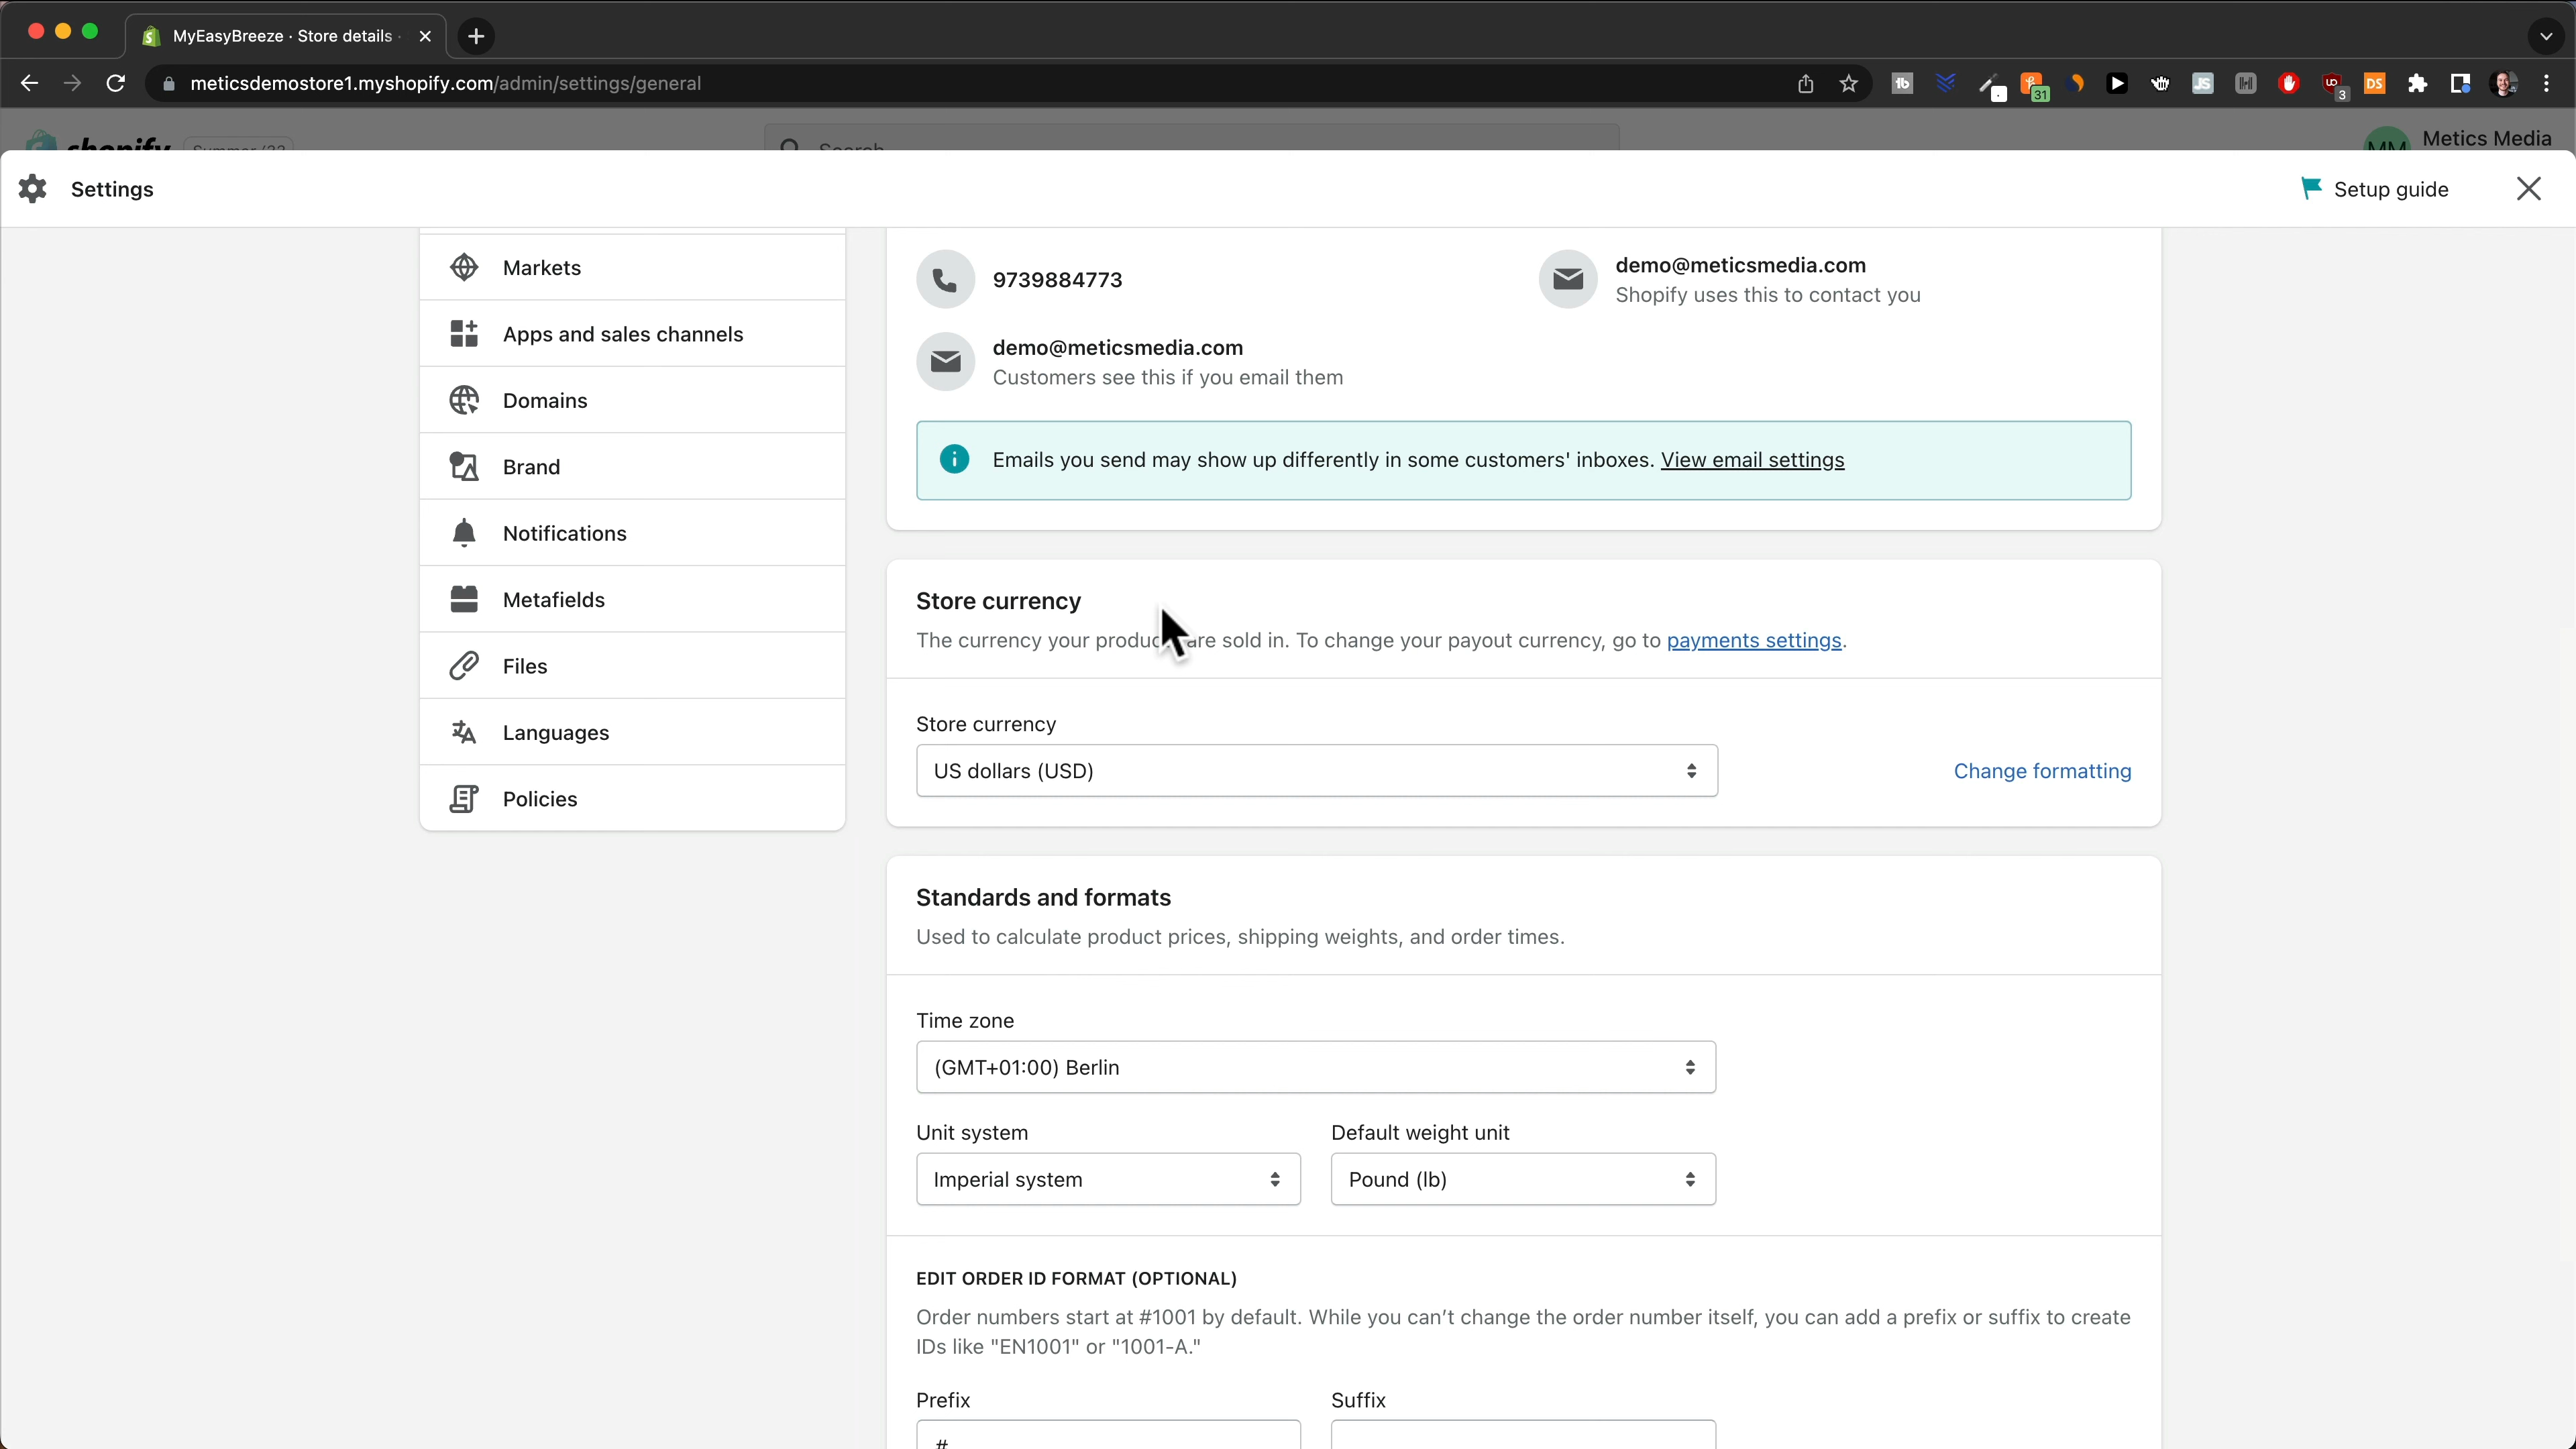 MyEasyBreeze · Store details ·
meticsdemostore1.myshopify.com/admin/settings/general
31
3
shopify
Search
MM
Metics Media
Settings
Setup guide
Markets
Apps and sales channels
Domains
Brand
Notifications
Metafields
Files
Languages
Policies
9739884773
demo@meticsmedia.com
Shopify uses this to contact you
demo@meticsmedia.com
Customers see this if you email them
Emails you send may show up differently in some customers' inboxes. View email settings
Store currency
The currency your produc are sold in. To change your payout currency, go to payments settings.
Store currency
US dollars (USD)
Change formatting
Standards and formats
Used to calculate product prices, shipping weights, and order times.
Time zone
(GMT+01:00) Berlin
Unit system
Default weight unit
Imperial system
Pound (lb)
EDIT ORDER ID FORMAT (OPTIONAL)
Order numbers start at #1001 by default. While you can't change the order number itself, you can add a prefix or suffix to create
IDs like "EN1001" or "1001-A."
Prefix
Suffix
#